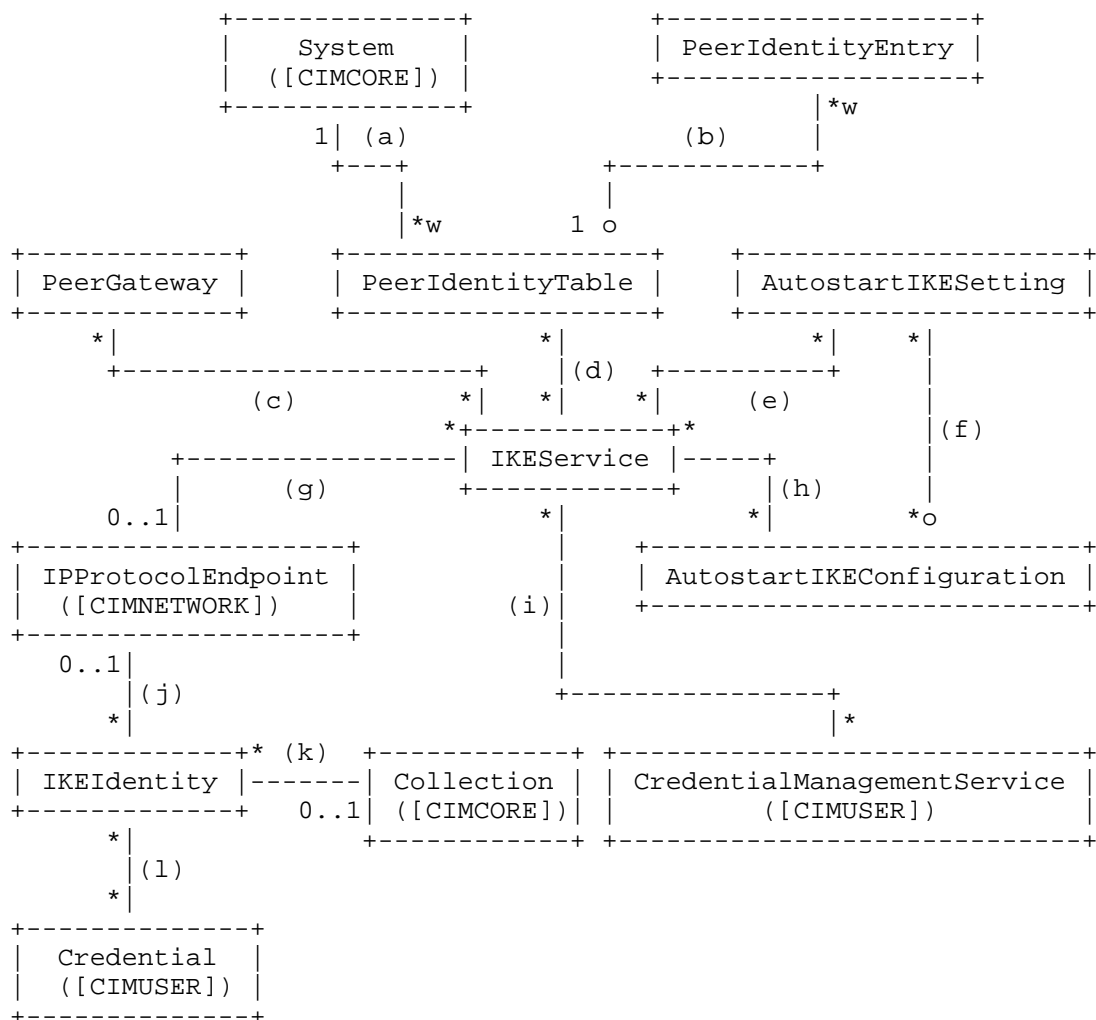 +--------------+              +-------------------+
                |    System    |              | PeerIdentityEntry |
                |  ([CIMCORE]) |              +-------------------+
                +--------------+                        |*w
                      1| (a)                   (b)      |
                       +---+              +------------+
                           |              |
                           |*w         1 o
+-------------+     +-------------------+     +---------------------+
| PeerGateway |     | PeerIdentityTable |     | AutostartIKESetting |
+-------------+     +-------------------+     +---------------------+
     *|                         *|               *|     *|
      +----------------------+   |(d)  +----------+      |
              (c)           *|  *|    *|    (e)          |
                          *+------------+*               |(f)
          +-----------------| IKEService |-----+         |
          |      (g)        +------------+     |(h)      |
      0..1|                     *|            *|        *o
+--------------------+           |    +---------------------------+
| IPProtocolEndpoint |           |    | AutostartIKEConfiguration |
|  ([CIMNETWORK])    |        (i)|    +---------------------------+
+--------------------+           |
   0..1|                         |
       |(j)                      +----------------+
      *|                                          |*
+-------------+* (k)  +------------+ +-----------------------------+
| IKEIdentity |-------| Collection | | CredentialManagementService |
+-------------+   0..1| ([CIMCORE])| |         ([CIMUSER])         |
      *|              +------------+ +-----------------------------+
       |(l)
      *|
+--------------+
|  Credential  |
|  ([CIMUSER]) |
+--------------+